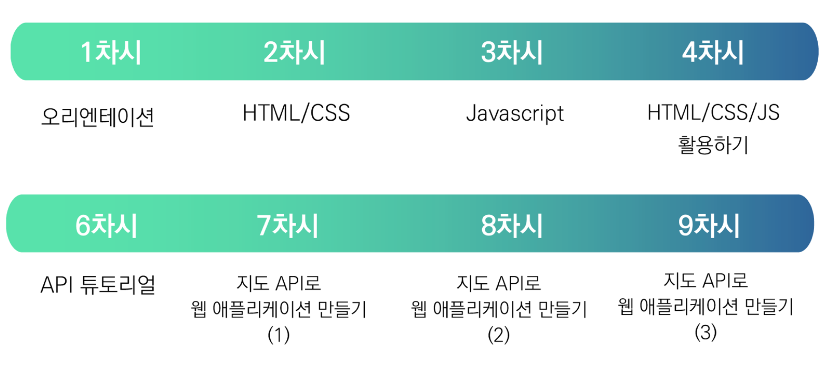 1차시 2차시 3차시 4차시
오리엔테이션 HTML/CSS Javascript HTML/CSS/JS
활용하기
6차시 7차시 8차시 9차시
API 튜토리얼 지도 API로 지도 API로 지도 API로
웹 애플리케이션 만들기 웹 애플리케이션 만들기 웹 애플리케이션 만들기
(1) (2) (3)